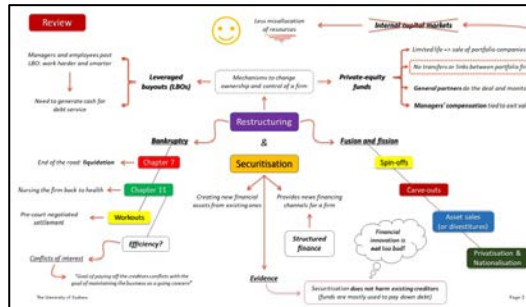 Review
Less misallocation
of resources
Internal capital markets
Managers and employees post
LBO: work harder and smarter
Need to generate cash for
debt service
Leveraged
buyouts (LBOs)
Mechanisms to change
ownership and control of a firm
Private-equity
funds
Limited life => sale of portfolio companies
No transfers or links between portfolio fir
General partners do the deal and monito
Managers' compensation tied to exit val
Restructuring
&
Securitisation
Bankruptcy
End of the road: liquidation
Chapter 7
Nursing the firm back to health
Chapter 11
Pre-court negotiated
settlement
Workouts
Efficiency?
Conflicts of interest
"Goal of paying off the creditors conflicts with the
goal of maintaining the business as a going concern"
Creating new financial
assets from existing ones
Provides news financing
channels for a firm
Structured
finance
Evidence
Securitisation does not harm existing creditors
(funds are mostly used to pay down debt)
Financial
innovation is
not too bad!
Fusion and fission
Spin-offs
Carve-outs
Asset sales
(or divestitures)
Privatisation &
Nationalisation
The University of Sydney
Page